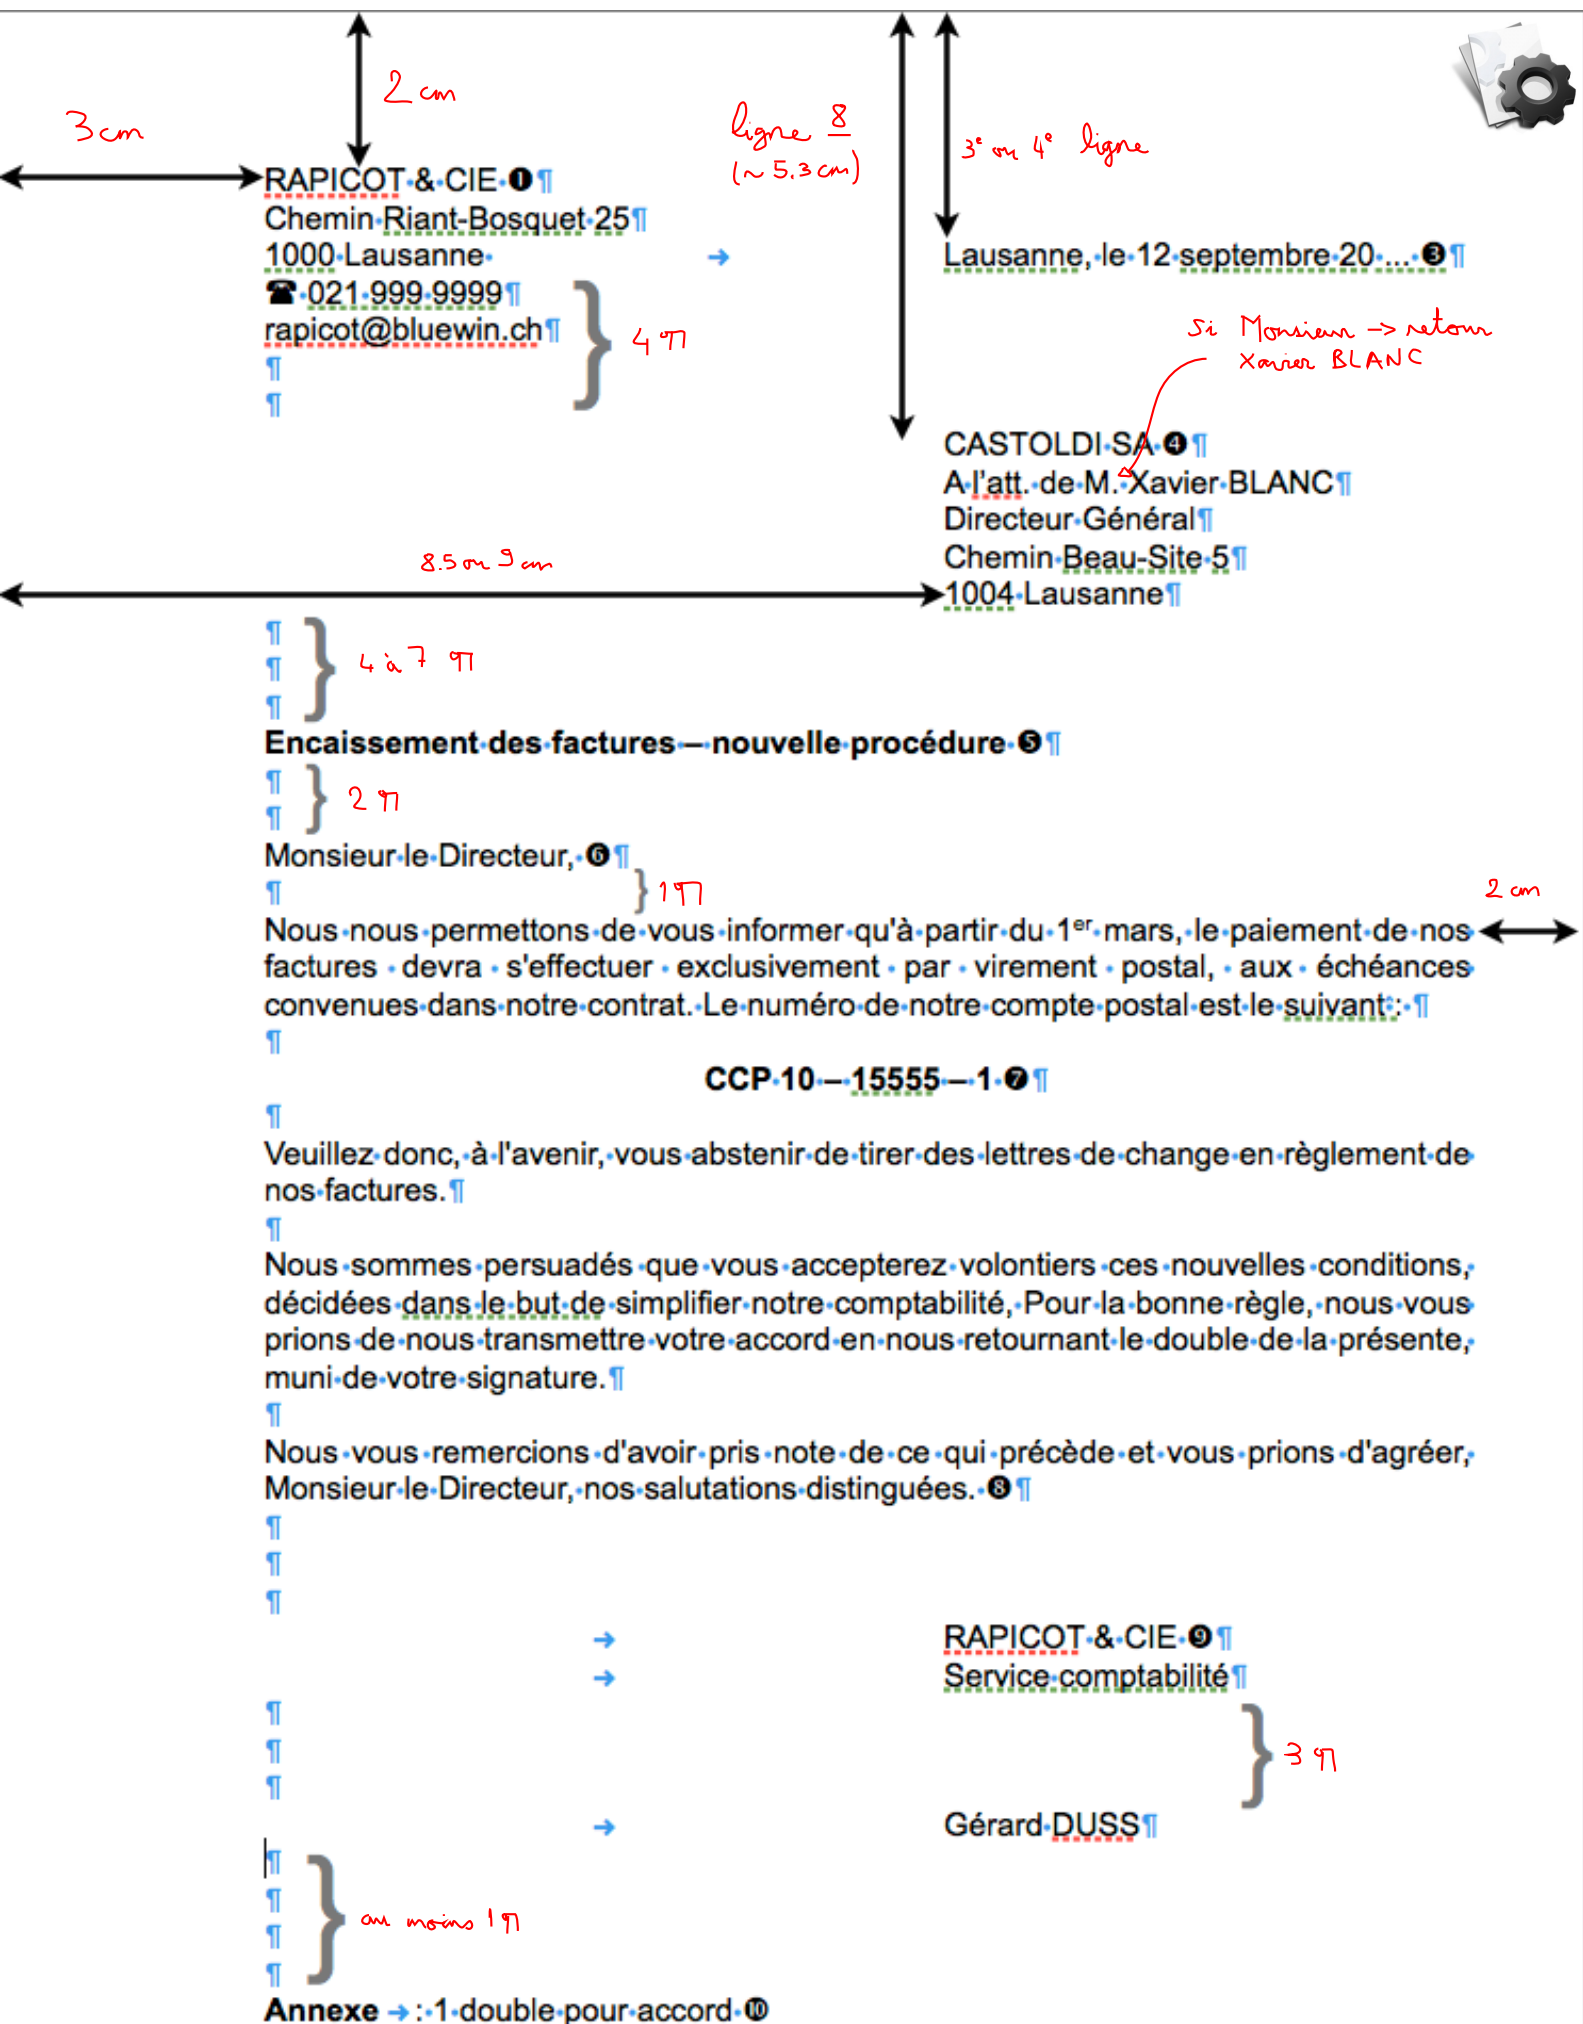 2 cm
3cm
ligne 8
(~ 5.3 cm)
3e ou 4e ligne
RAPICOT & CIE ❶¶
Chemin Riant-Bosquet 25¶
1000 Lausanne → Lausanne, le 12 septembre 20 ... ❸¶
☎ 021 999 9999¶
rapicot@bluewin.ch¶
¶
¶
4 ¶
si Monsieur -> retour
Xavier BLANC
CASTOLDI SA ❹¶
A l'att. de M. Xavier BLANC¶
Directeur Général¶
Chemin Beau-Site 5¶
8.5 ou 9 cm
1004 Lausanne¶
¶
¶
¶
4 à 7 ¶
Encaissement des factures – nouvelle procédure ❺¶
¶
¶
2 ¶
Monsieur le Directeur, ❻¶
¶
1 ¶
2 cm
Nous nous permettons de vous informer qu'à partir du 1er mars, le paiement de nos
factures devra s'effectuer exclusivement par virement postal, aux échéances
convenues dans notre contrat. Le numéro de notre compte postal est le suivant : ¶
¶
CCP 10 – 15555 – 1 ❼¶
¶
Veuillez donc, à l'avenir, vous abstenir de tirer des lettres de change en règlement de
nos factures.¶
¶
Nous sommes persuadés que vous accepterez volontiers ces nouvelles conditions,
décidées dans le but de simplifier notre comptabilité, Pour la bonne règle, nous vous
prions de nous transmettre votre accord en nous retournant le double de la présente,
muni de votre signature.¶
¶
Nous vous remercions d'avoir pris note de ce qui précède et vous prions d'agréer,
Monsieur le Directeur, nos salutations distinguées. ❽¶
¶
¶
¶
→ RAPICOT & CIE ❾¶
→ Service comptabilité¶
¶
¶
¶
3 ¶
→ Gérard DUSS¶
¶
¶
¶
¶
au moins 1 ¶
Annexe → : 1 double pour accord ❿